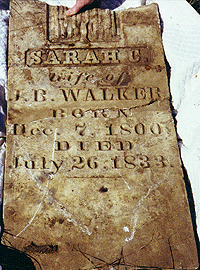 SARAH C.
Wife of
J. B. WALKER
BORN
Dec. 7, 1800
DIED
July 26, 1833.